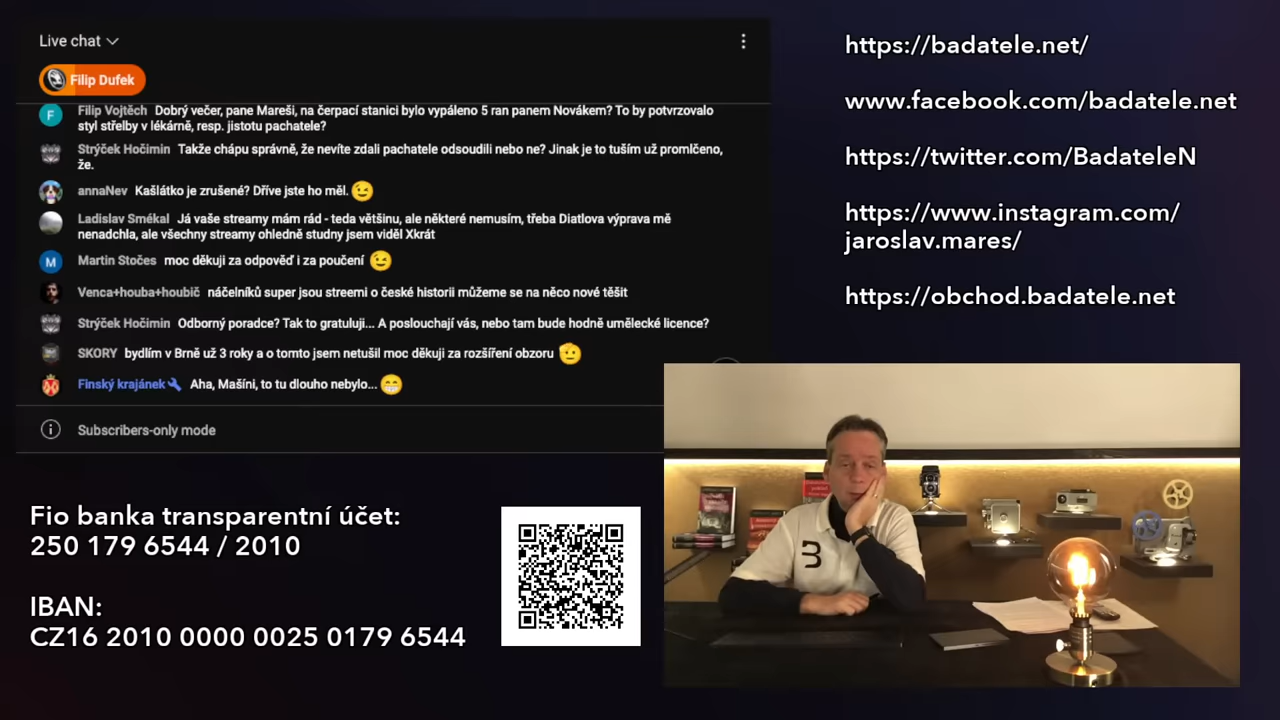 Live chat
Filip Dufek
Filip Vojtěch Dobrý večer, pane Mareši, na čerpací stanici bylo vypáleno 5 ran panem Novákem? To by potvrzovalo
styl střelby v lékárně, resp. jistotu pachatele?
Strýček Hočimin Takže chápu správně, že nevíte zdali pachatele odsoudili nebo ne? Jinak je to tuším už promlčeno,
že.
annaNev Kašlátko je zrušené? Dříve jste ho měl.
Ladislav Smékal Já vaše streamy mám rád - teda většinu, ale některé nemusím, třeba Diatlova výprava mě
nenadchla, ale všechny streamy ohledně studny jsem viděl Xkrát
M
Martin Stočes moc děkuji za odpověď i za poučení
Venca+houba+houbič náčelníků super jsou streemi o české historii můžeme se na něco nové těšit
Strýček Hočimin Odborný poradce? Tak to gratuluji... A poslouchají vás, nebo tam bude hodně umělecké licence?
SKORY bydlím v Brně už 3 roky a o tomto jsem netušil moc děkuji za rozšíření obzoru
Finský krajánek Aha, Mašíni, to tu dlouho nebylo...
Subscribers-only mode
https://badatele.net/
www.facebook.com/badatele.net
https://twitter.com/BadateleN
https://www.instagram.com/
jaroslav.mares/
https://obchod.badatele.net
Fio banka transparentní účet:
250 179 6544 / 2010
IBAN:
CZ16 2010 0000 0025 0179 6544
B